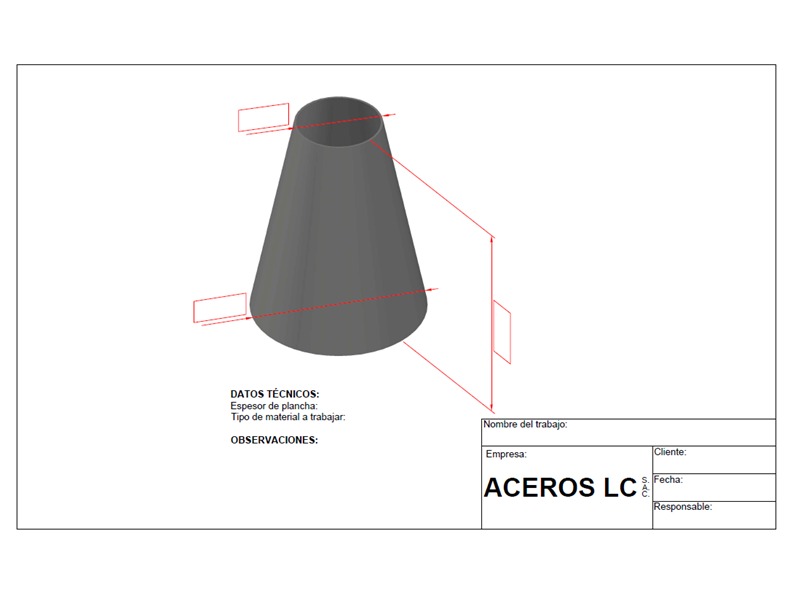 DATOS TÉCNICOS:
Espesor de plancha:
Tipo de material a trabajar:
OBSERVACIONES:
Nombre del trabajo:
Empresa:
ACEROS LC S.A.C.
Cliente:
Fecha:
Responsable: